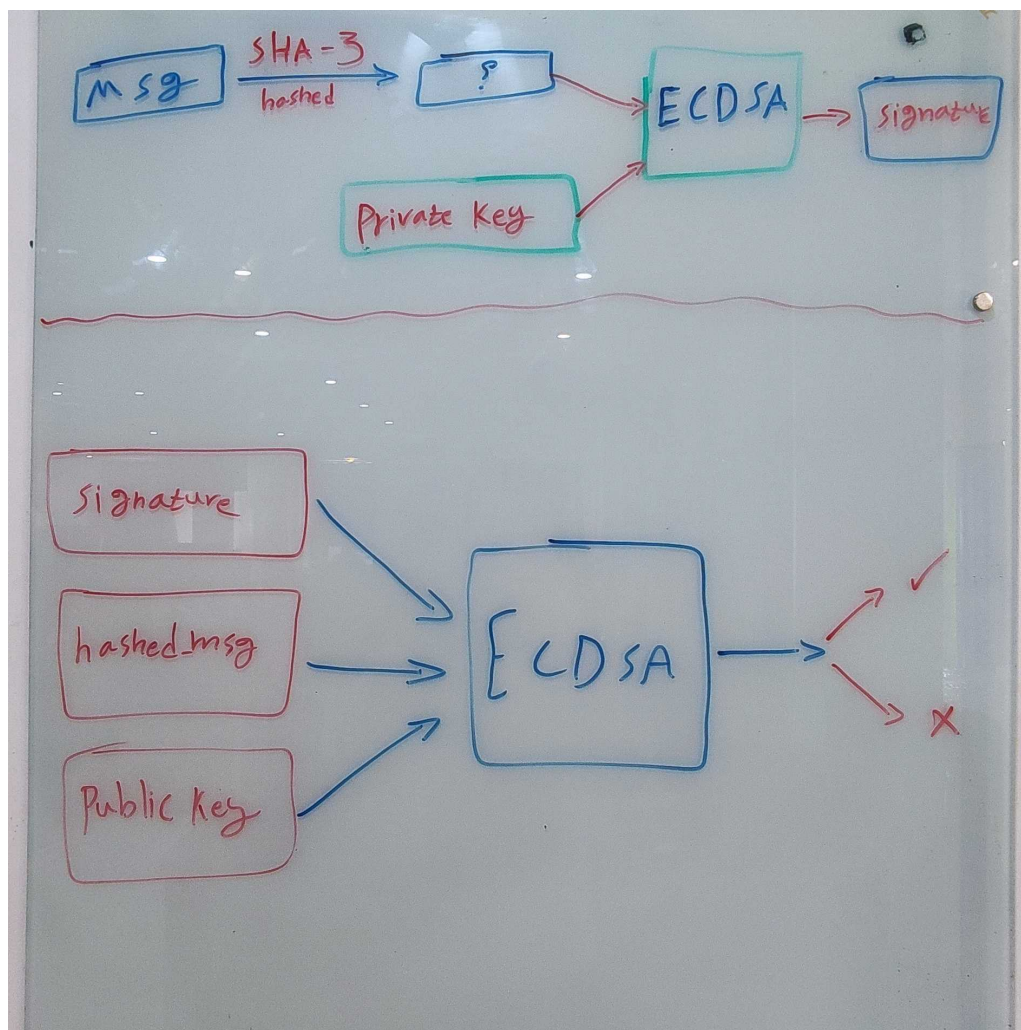 Msg
SHA-3
hashed
?
ECDSA
signature
Private Key
signature
hashed_msg
ECDSA
Public Key